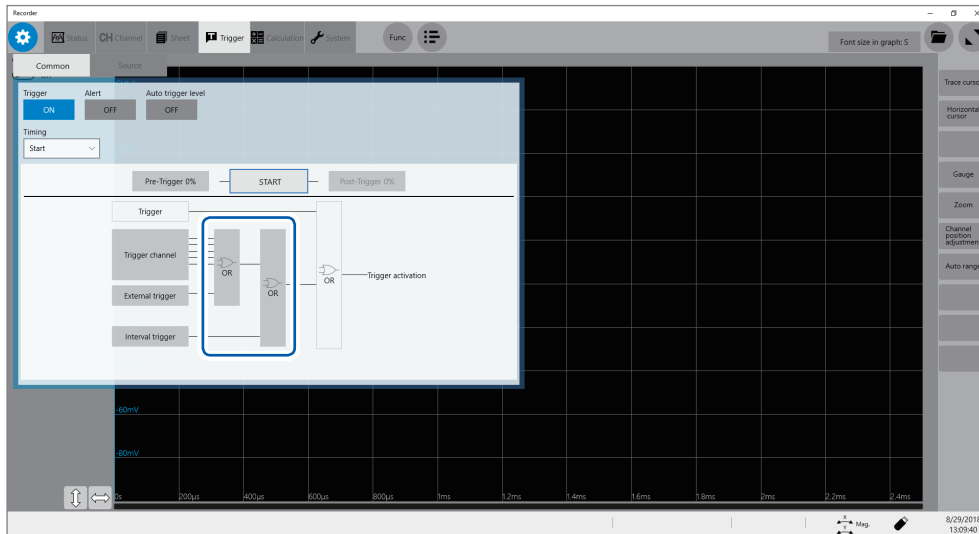 Recorder
Status CH Channel Sheet Trigger Calculation System Func Font size in graph: S
Common Source
Trigger Alert Auto trigger level
ON OFF OFF
Timing
Start
Pre-Trigger 0% START Post-Trigger 0%
Trigger
Trigger channel
OR
OR
OR
Trigger activation
External trigger
Interval trigger
-60mV
-80mV
0s 200µs 400µs 600µs 800µs 1ms 1.2ms 1.4ms 1.6ms 1.8ms 2ms 2.2ms 2.4ms
Trace curso
Horizontal
cursor
Gauge
Zoom
Channel
position
adjustmen
Auto range
X
Y
Mag.
8/29/2018
13:09:40